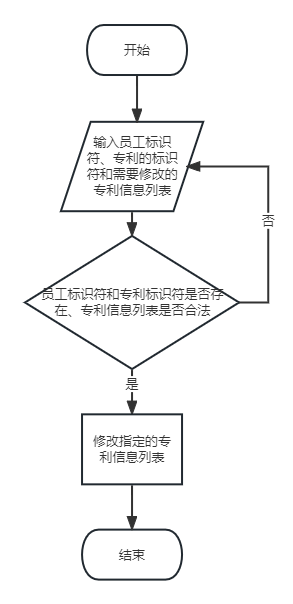 开始
输入员工标识
符、专利的标识
符和需要修改的
专利信息列表
否
员工标识符和专利标识符是否存
在、专利信息列表是否合法
是
修改指定的专
利信息列表
结束